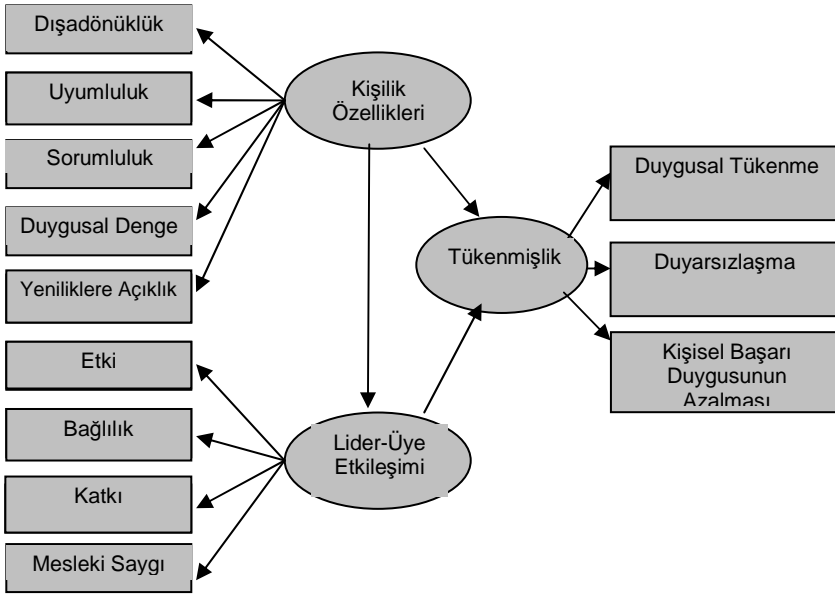 Dışadönüklük
Uyumluluk
Sorumluluk
Duygusal Denge
Yeniliklere Açıklık
Etki
Bağlılık
Katkı
Mesleki Saygı
Kişilik
Özellikleri
Lider-Üye
Etkileşimi
Tükenmişlik
Duygusal Tükenme
Duyarsızlaşma
Kişisel Başarı
Duygusunun
Azalması